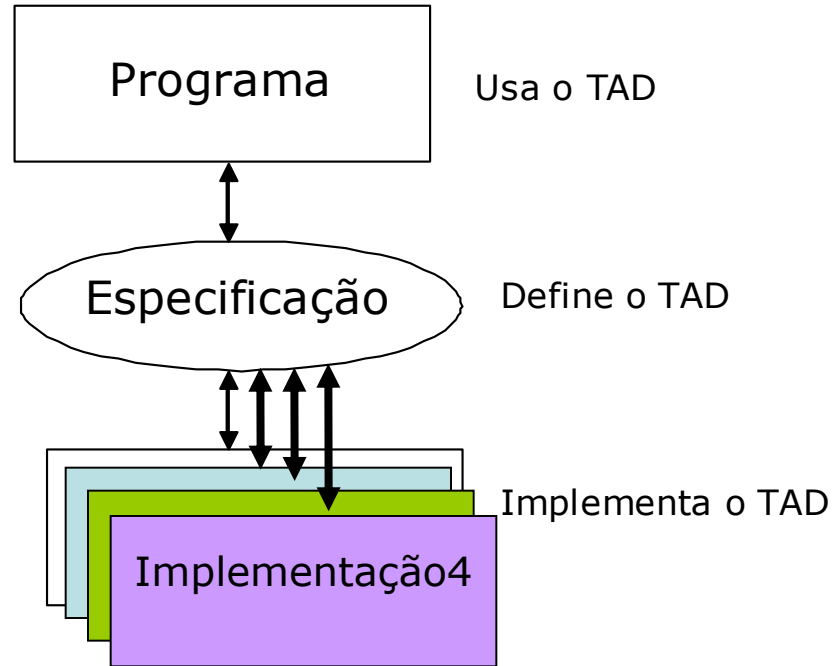 Programa
Usa o TAD
Especificação
Define o TAD
Implementa o TAD
Implementação4